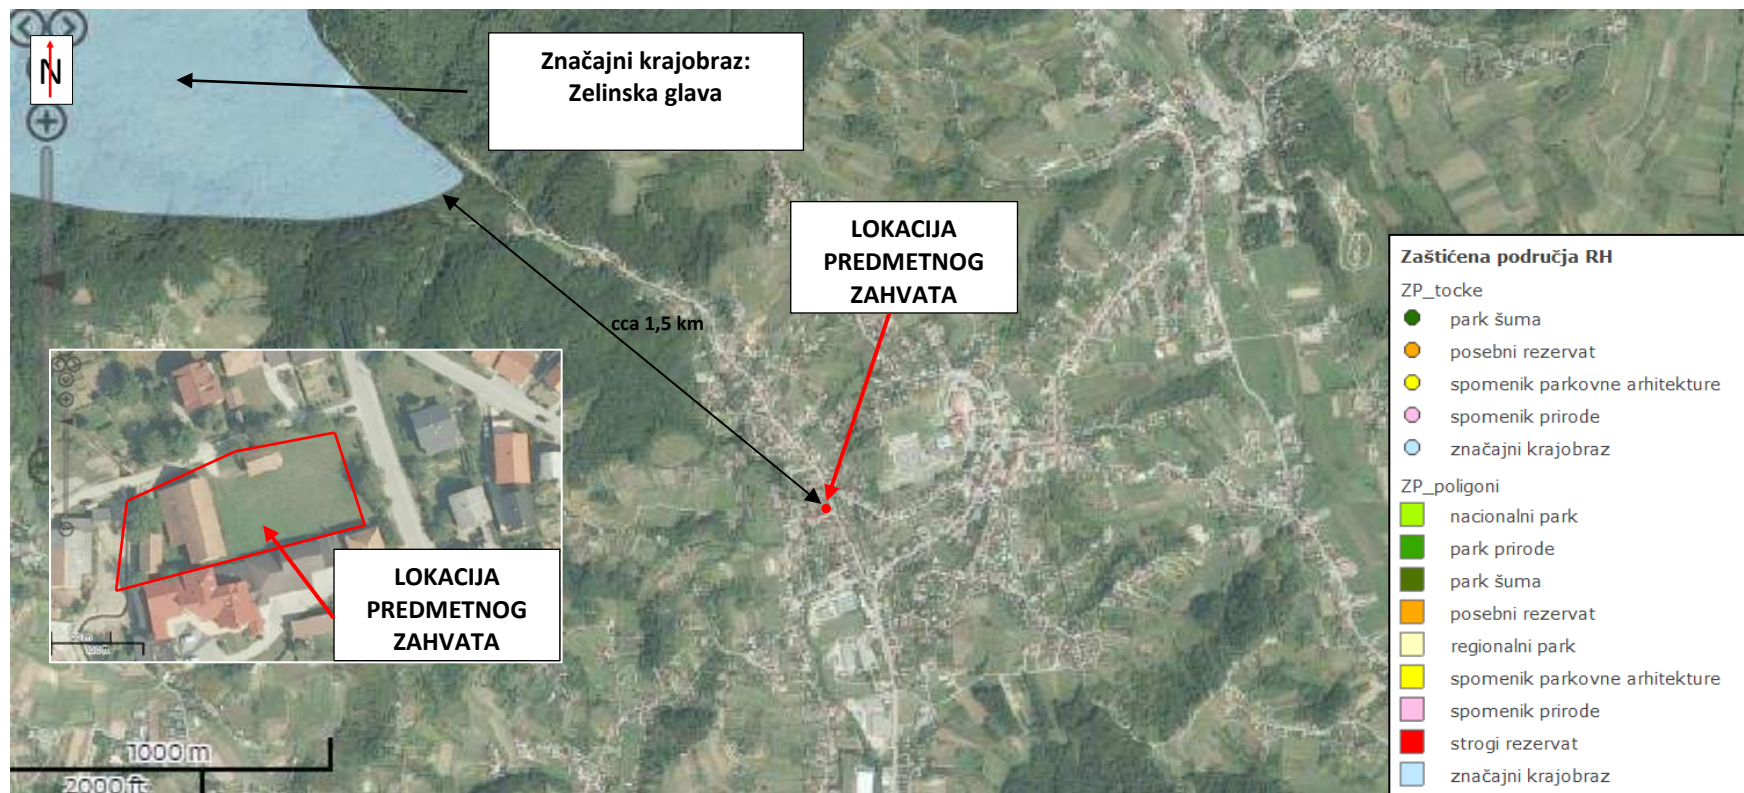 N
Značajni krajobraz:
Zelinska glava
LOKACIJA
PREDMETNOG
ZAHVATA
cca 1,5 km
LOKACIJA
PREDMETNOG
ZAHVATA
1000 m
2000 ft
Zaštićena područja RH
ZP_tocke
park šuma
posebni rezervat
spomenik parkovne arhitekture
spomenik prirode
značajni krajobraz
ZP_poligoni
nacionalni park
park prirode
park šuma
posebni rezervat
regionalni park
spomenik parkovne arhitekture
spomenik prirode
strogi rezervat
značajni krajobraz